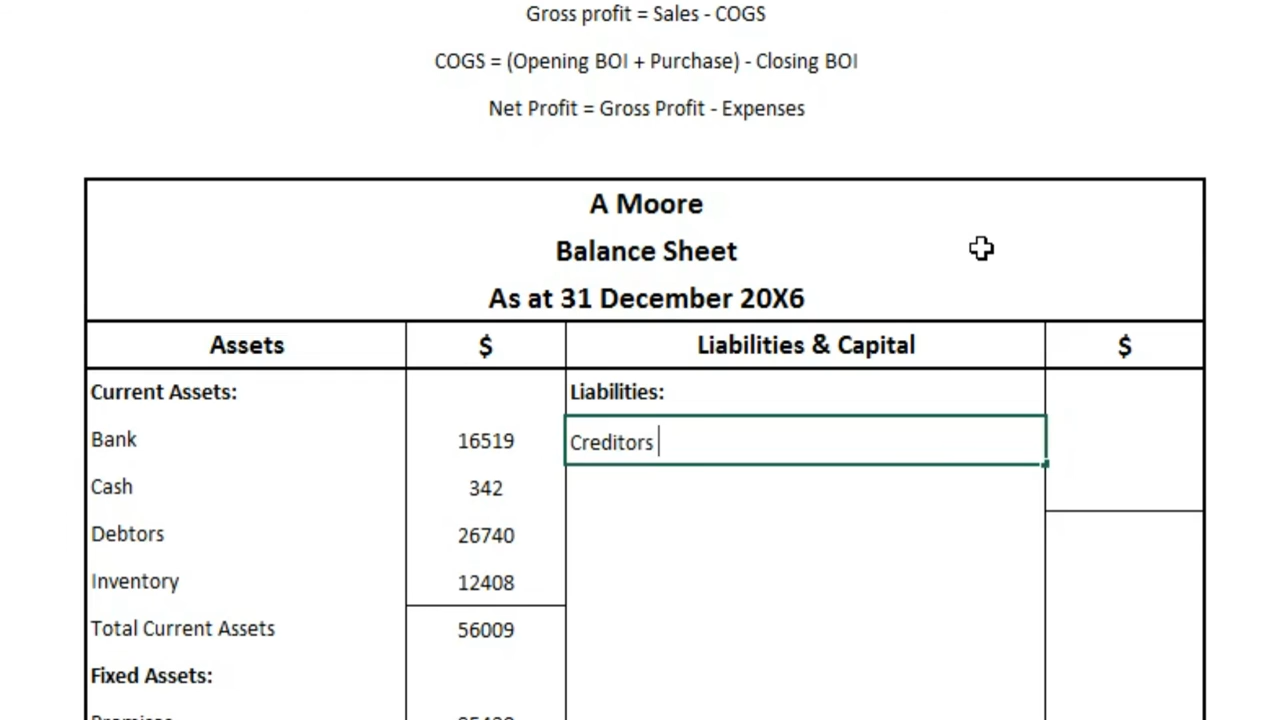 Gross profit = Sales - COGS
COGS = (Opening BOI + Purchase) - Closing BOI
Net Profit = Gross Profit - Expenses
A Moore
Balance Sheet
As at 31 December 20X6
Assets $ Liabilities & Capital $
Current Assets: Liabilities:
Bank 16519 Creditors
Cash 342
Debtors 26740
Inventory 12408
Total Current Assets 56009
Fixed Assets: